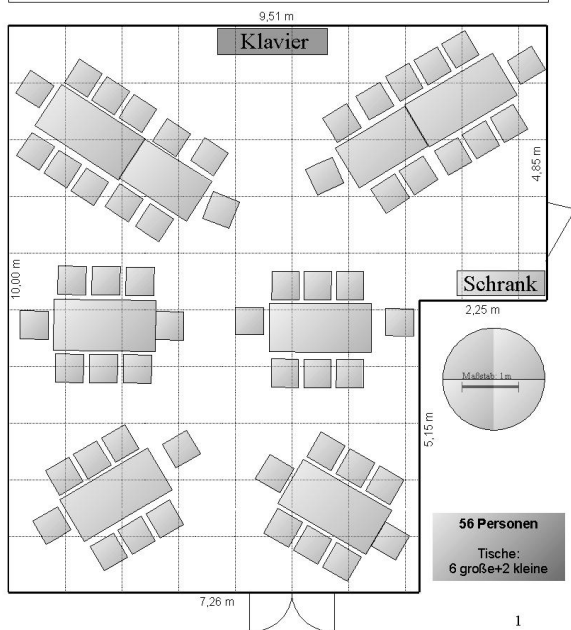 9,51 m
Klavier
4,85 m
10,00 m
Schrank
2,25 m
Maßstab: 1m
5,15 m
56 Personen
Tische:
6 große+2 kleine
7,26 m
1